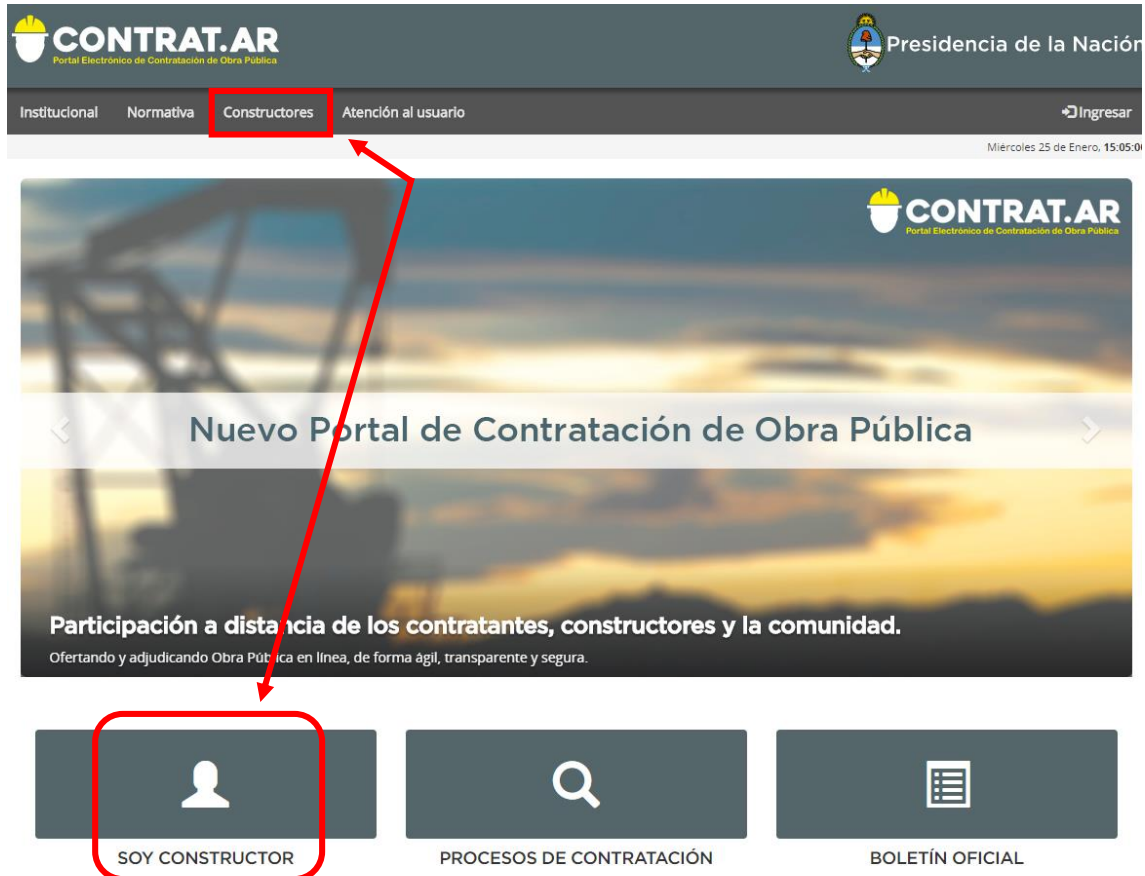 CONTRAT.AR
Portal Electrónico de Contratación de Obra Pública
Presidencia de la Nación
Institucional Normativa Constructores Atención al usuario Ingresar
Miércoles 25 de Enero, 15:05:00
CONTRAT.AR
Portal Electrónico de Contratación de Obra Pública
Nuevo Portal de Contratación de Obra Pública
Participación a distancia de los contratantes, constructores y la comunidad.
Ofertando y adjudicando Obra Pública en línea, de forma ágil, transparente y segura.
SOY CONSTRUCTOR PROCESOS DE CONTRATACIÓN BOLETÍN OFICIAL